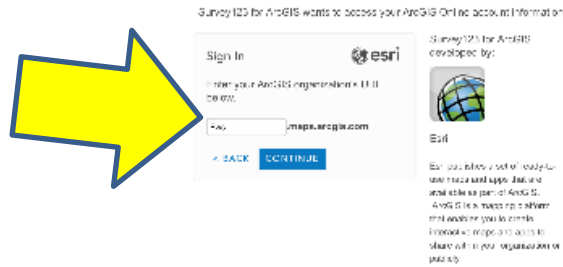 Survey123 for ArcGIS wants to access your ArcGIS Online account information
Sign In
esri
Enter your ArcGIS organization's URL
below.
.maps.arcgis.com
< BACK
CONTINUE
Survey123 for ArcGIS
developed by:
Esri
Esri publishes a set of ready-to-
use maps and apps that are
available as part of ArcGIS.
ArcGIS is a mapping platform
that enables you to create
interactive maps and apps to
share within your organization or
publicly.